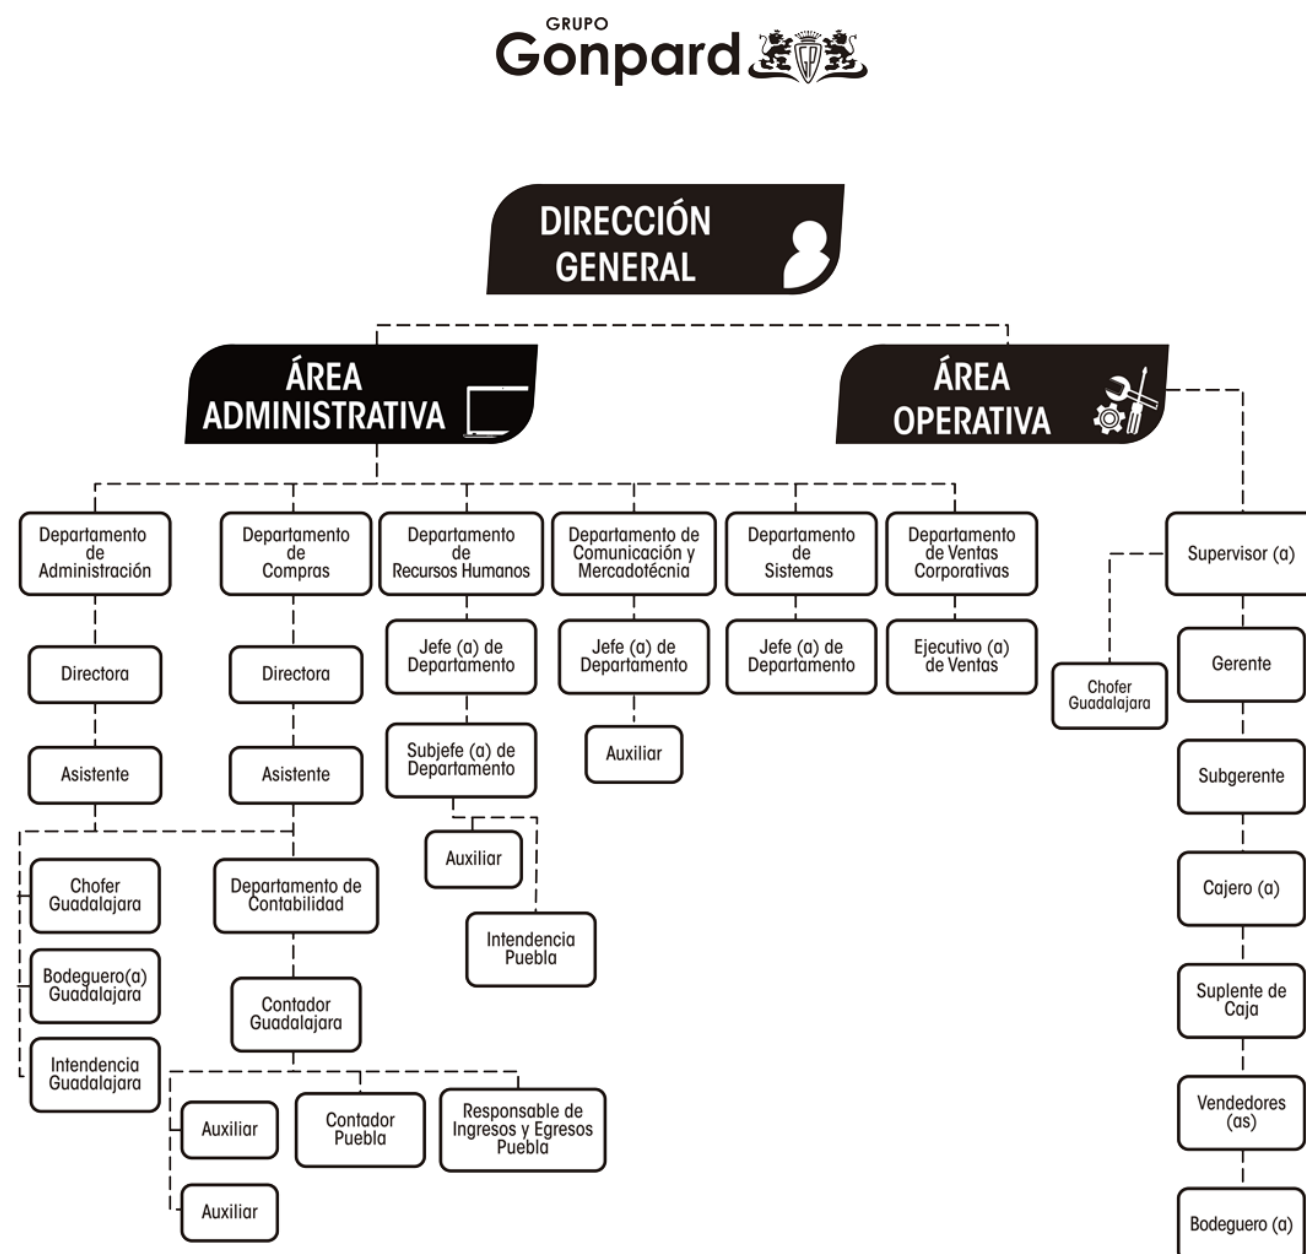 GRUPO
Gonpard
GP
DIRECCIÓN
GENERAL
ÁREA
ADMINISTRATIVA
ÁREA
OPERATIVA
Departamento
de
Administración
Departamento
de
Compras
Departamento
de
Recursos Humanos
Departamento de
Comunicación y
Mercadotécnia
Departamento
de
Sistemas
Departamento
de Ventas
Corporativas
Supervisor (a)
Directora
Directora
Jefe (a) de
Departamento
Jefe (a) de
Departamento
Jefe (a) de
Departamento
Ejecutivo (a)
de Ventas
Chofer
Guadalajara
Gerente
Asistente
Asistente
Subjefe (a) de
Departamento
Auxiliar
Subgerente
Chofer
Guadalajara
Departamento de
Contabilidad
Auxiliar
Cajero (a)
Intendencia
Puebla
Bodeguero(a)
Guadalajara
Contador
Guadalajara
Suplente de
Caja
Intendencia
Guadalajara
Auxiliar
Contador
Puebla
Responsable de
Ingresos y Egresos
Puebla
Vendedores
(as)
Auxiliar
Bodeguero (a)